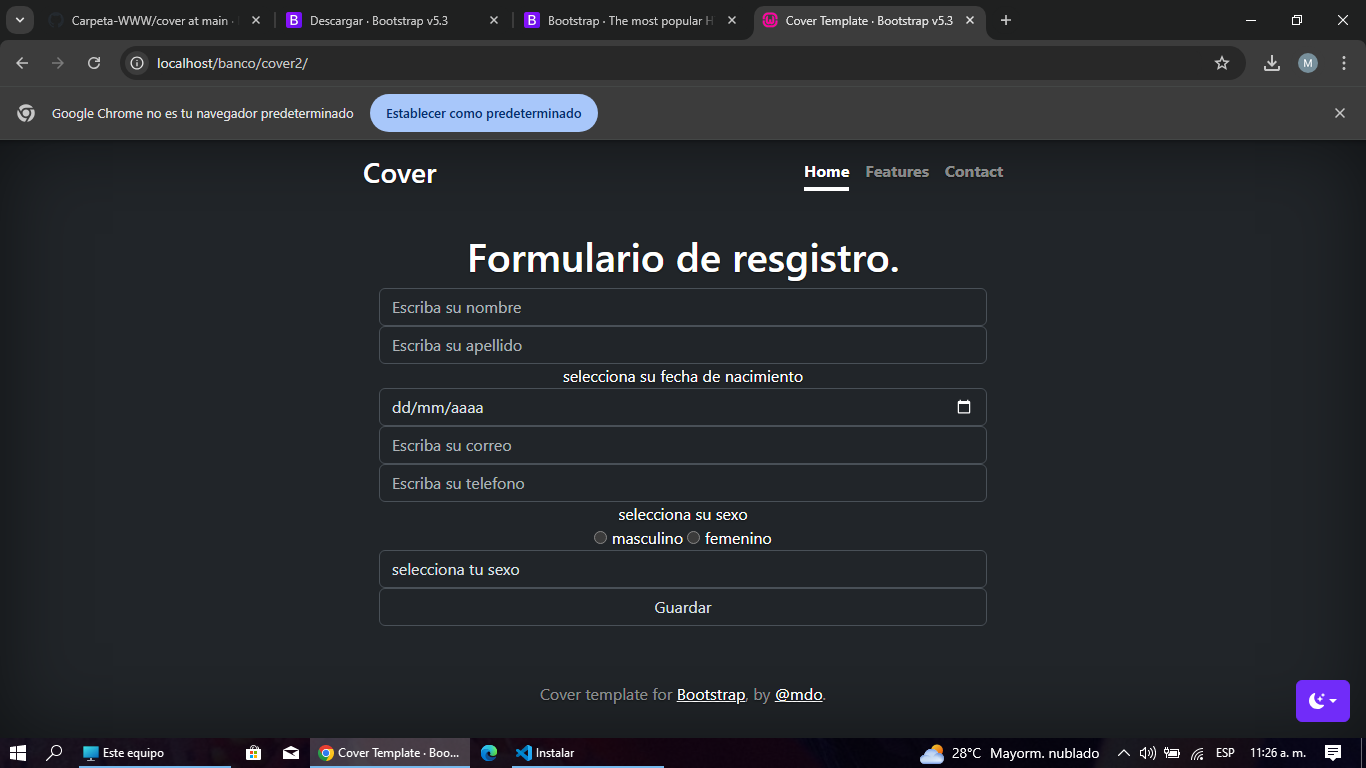 Carpeta-WWW/cover at main ·
Descargar · Bootstrap v5.3
Bootstrap · The most popular H
Cover Template · Bootstrap v5.3
localhost/banco/cover2/
M
Google Chrome no es tu navegador predeterminado
Establecer como predeterminado
Cover
Home Features Contact
Formulario de resgistro.
Escriba su nombre
Escriba su apellido
selecciona su fecha de nacimiento
dd/mm/aaaa
Escriba su correo
Escriba su telefono
selecciona su sexo
masculino femenino
selecciona tu sexo
Guardar
Cover template for Bootstrap, by @mdo.
Este equipo
Cover Template · Boo...
Instalar
28°C Mayorm. nublado
ESP
11:26 a. m.